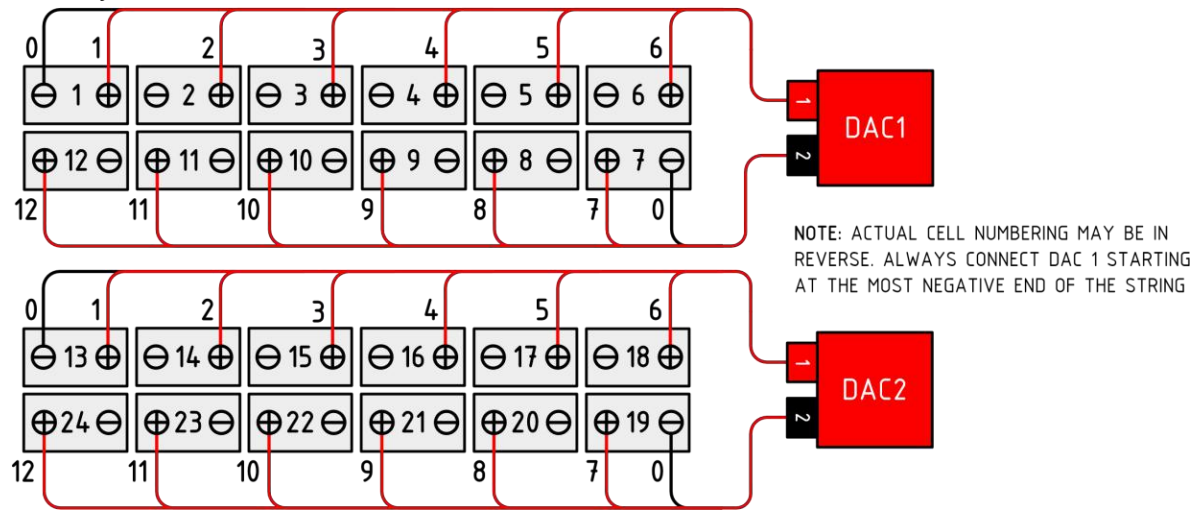 0 1 2 3 4 5 6
1 2 3 4 5 6
1
DAC1
12 11 10 9 8 7
2
12 11 10 9 8 7 0
NOTE: ACTUAL CELL NUMBERING MAY BE IN
REVERSE. ALWAYS CONNECT DAC 1 STARTING
AT THE MOST NEGATIVE END OF THE STRING
0 1 2 3 4 5 6
13 14 15 16 17 18
1
DAC2
24 23 22 21 20 19
2
12 11 10 9 8 7 0